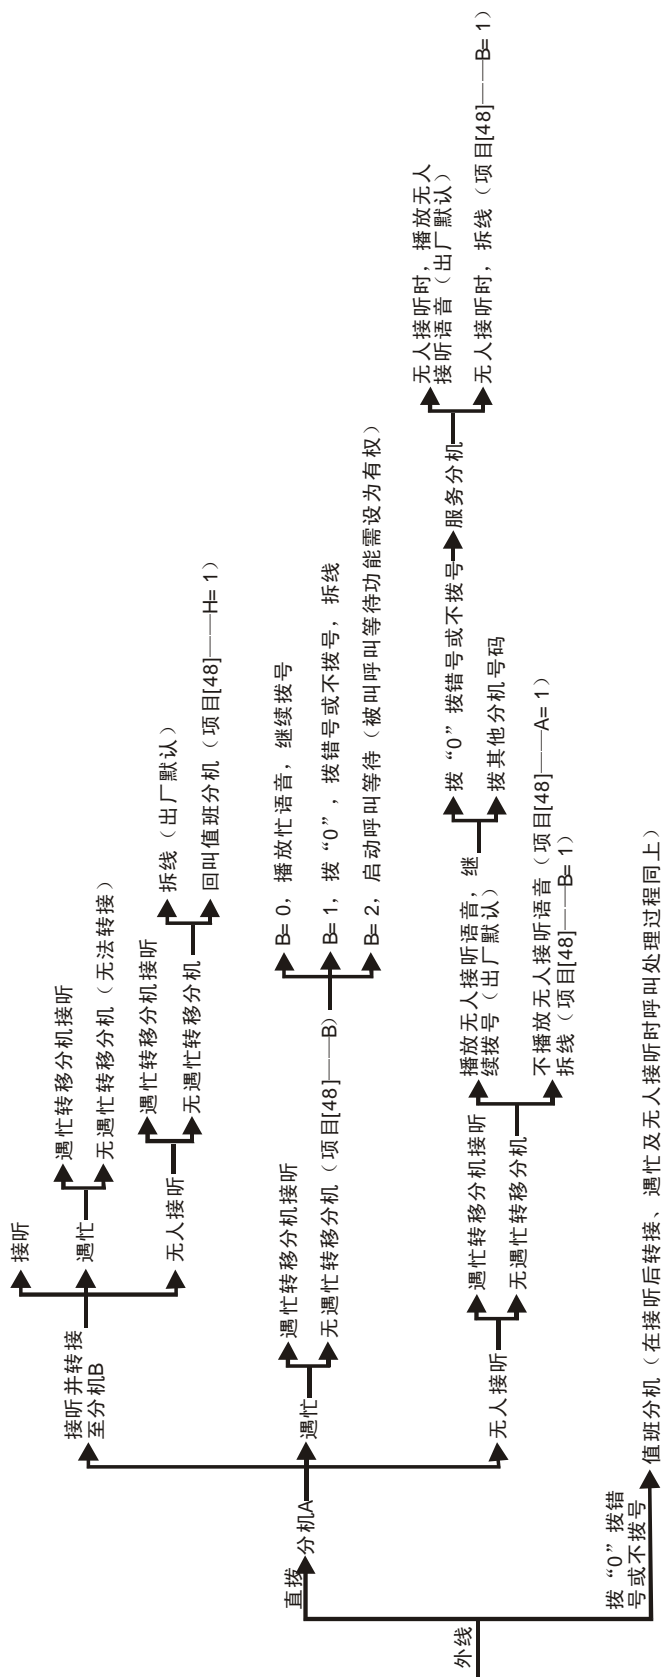 外线
直拨
分机A
接听并转接
至分机B
接听
遇忙
遇忙转移分机接听
无遇忙转移分机（无法转接）
无人接听
遇忙转移分机接听
无遇忙转移分机
拆线（出厂默认）
回叫值班分机（项目[48]——H=1）
遇忙
遇忙转移分机接听
无遇忙转移分机（项目[48]——B）
B=0，播放忙语音，继续拨号
B=1，拨“0”，拨错号或不拨号，拆线
B=2，启动呼叫等待（被叫呼叫等待功能需设为有权）
无人接听
遇忙转移分机接听
无遇忙转移分机
播放无人接听语音，继
续拨号（出厂默认）
拨“0”拨错号或不拨号
服务分机
无人接听时，播放无人
接听语音（出厂默认）
无人接听时，拆线（项目[48]——B=1）
拨其他分机号码
不播放无人接听语音（项目[48]——A=1）
拆线（项目[48]——B=1）
拨“0”拨错
号或不拨号
值班分机（在接听后转接、遇忙及无人接听时呼叫处理过程同上）